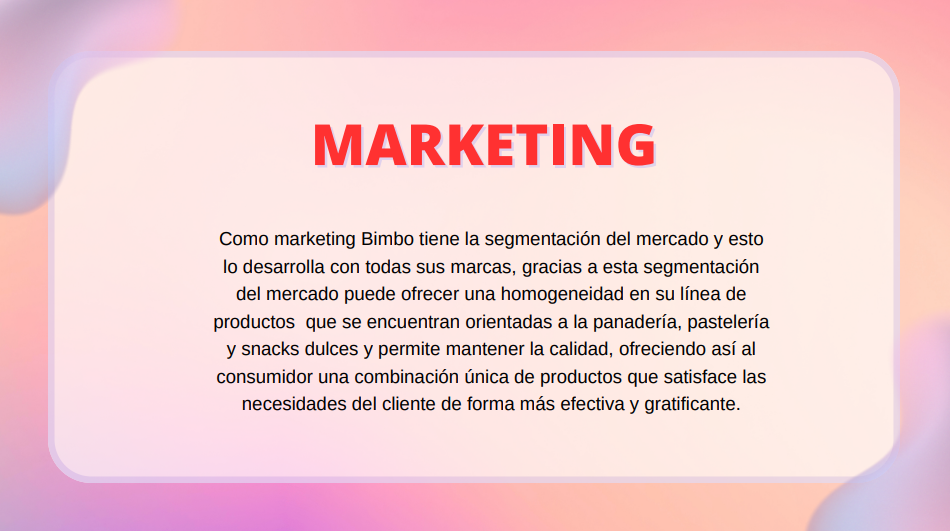 MARKETING
Como marketing Bimbo tiene la segmentación del mercado y esto
lo desarrolla con todas sus marcas, gracias a esta segmentación
del mercado puede ofrecer una homogeneidad en su línea de
productos  que se encuentran orientadas a la panadería, pastelería
y snacks dulces y permite mantener la calidad, ofreciendo así al
consumidor una combinación única de productos que satisface las
necesidades del cliente de forma más efectiva y gratificante.